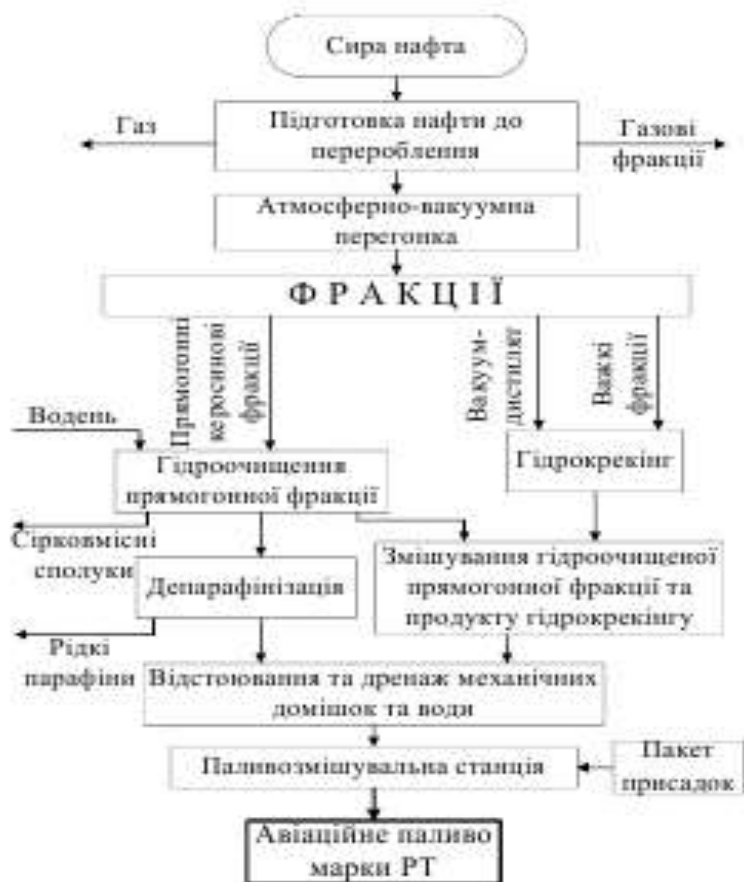 Сира нафта
Газ
Підготовка нафти до
перероблення
Газові
фракції
Атмосферно-вакуумна
перегонка
ФРАКЦІЇ
Прямогонні
керосинові
фракції
Вакуум-
дистилят
Важкі
фракції
Водень
Гідроочищення
прямогонної фракції
Гідрокрекінг
Сірковмісні
сполуки
Депарафінізація
Змішування гідроочищеної
прямогонної фракції та
продукту гідрокрекінгу
Рідкі
парафіни
Відстоювання та дренаж механічних
домішок та води
Паливозмішувальна станція
Пакет
присадок
Авіаційне паливо
марки РТ